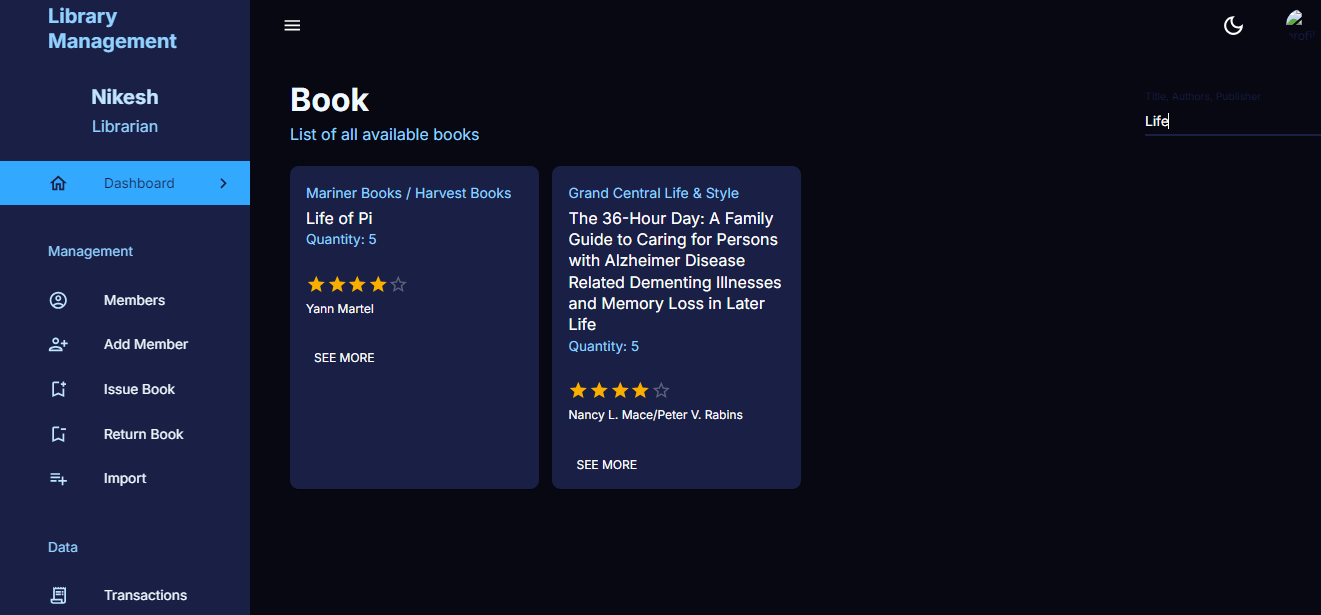 Library
Management
Nikesh
Librarian
Dashboard
Management
Members
Add Member
Issue Book
Return Book
Import
Data
Transactions
Book
List of all available books
Title, Authors, Publisher
Life
Mariner Books / Harvest Books
Life of Pi
Quantity: 5
Yann Martel
SEE MORE
Grand Central Life & Style
The 36-Hour Day: A Family
Guide to Caring for Persons
with Alzheimer Disease
Related Dementing Illnesses
and Memory Loss in Later
Life
Quantity: 5
Nancy L. Mace/Peter V. Rabins
SEE MORE